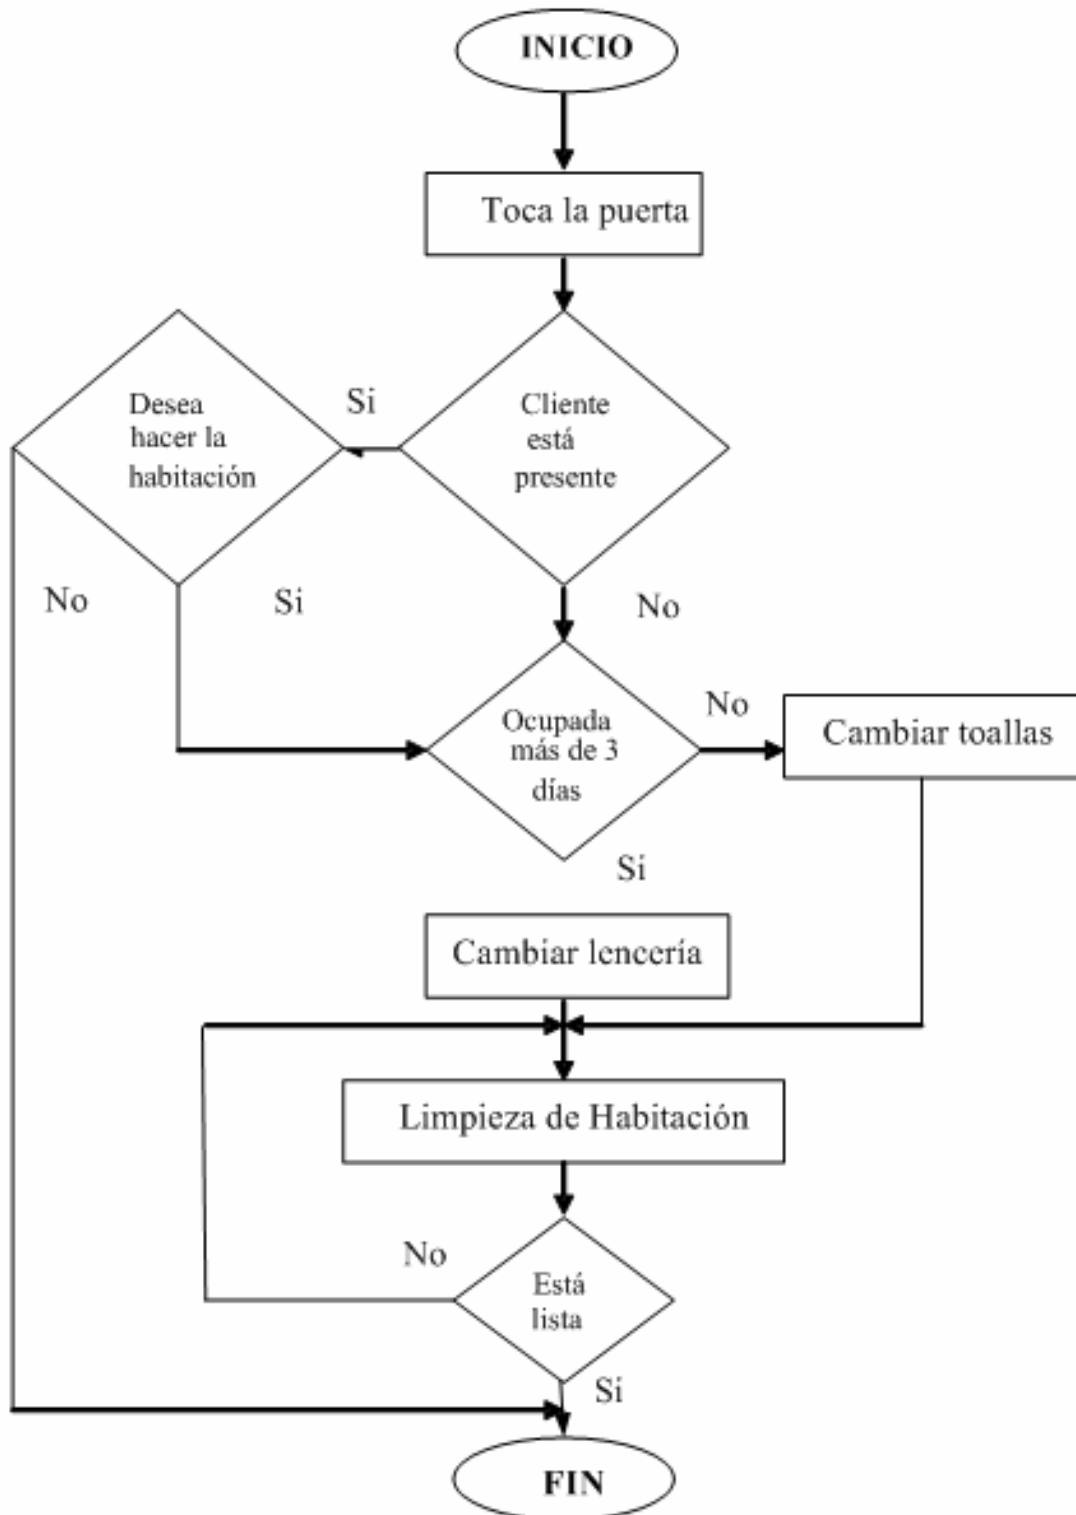 INICIO
Toca la puerta
Desea
hacer la
habitación
Si
Cliente
está
presente
No
Si
No
Ocupada
más de 3
días
No
Cambiar toallas
Si
Cambiar lencería
Limpieza de Habitación
No
Está
lista
Si
FIN